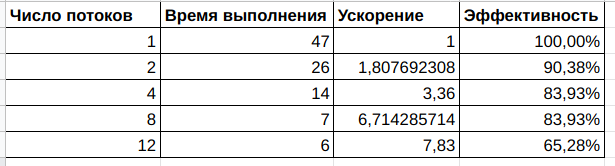 Число потоков Время выполнения Ускорение Эффективность
1 47 1 100,00%
2 26 1,807692308 90,38%
4 14 3,36 83,93%
8 7 6,714285714 83,93%
12 6 7,83 65,28%